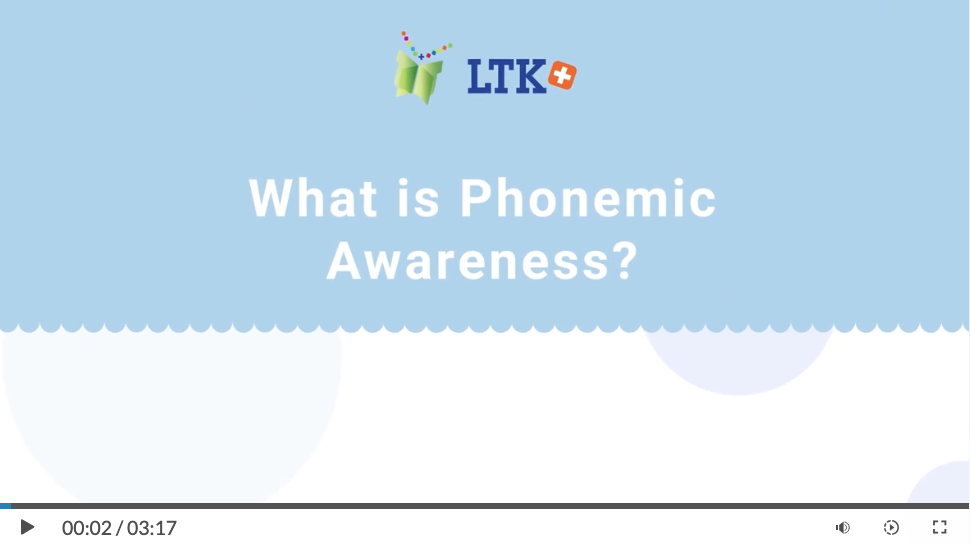 LTK
What is Phonemic
Awareness?
00:02 / 03:17